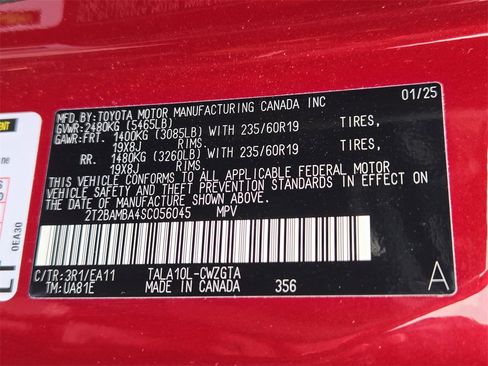 MFD.BY:TOYOTA MOTOR MANUFACTURING CANADA INC 01/25
GVWR:2480KG (5465LB)
GAWR:FRT. 1400KG (3085LB) WITH 235/60R19 TIRES,
19X8J RIMS.
RR. 1480KG (3260LB) WITH 235/60R19 TIRES,
19X8J RIMS.
THIS VEHICLE CONFORMS TO ALL APPLICABLE FEDERAL MOTOR
VEHICLE SAFETY AND THEFT PREVENTION STANDARDS IN EFFECT ON
THE DATE OF MANUFACTURE SHOWN ABOVE.
2T2BAMBA4SC056045 MPV
C/TR:3R1/EA11 TALA10L-CWZGTA A
TM:UA81E MADE IN CANADA 356
0EA30